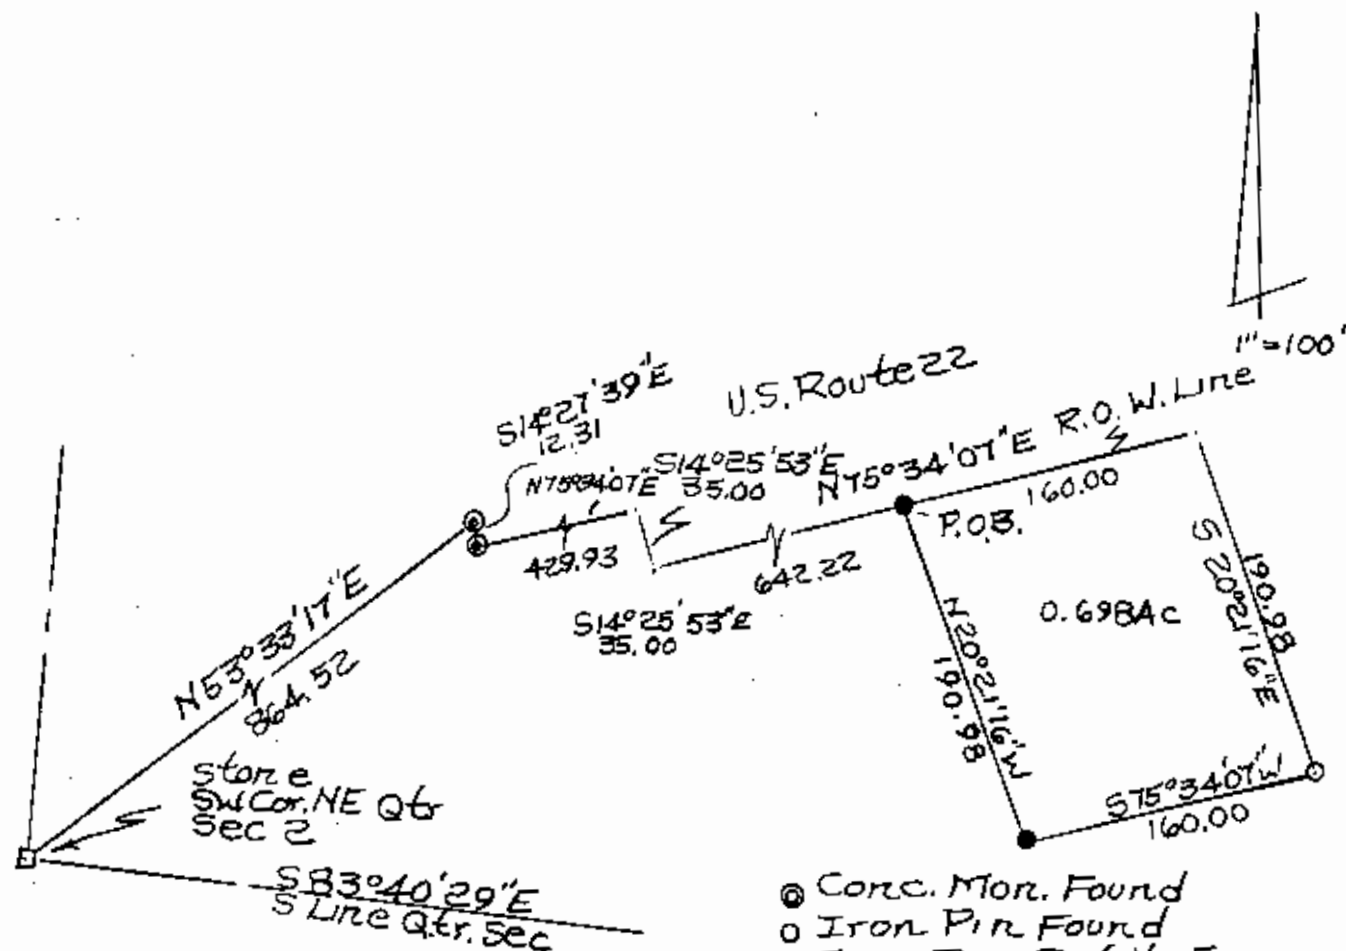 1"=100'
U.S. Route 22
S14°27'39"E
12.31
N75°34'07"E R.O.W. Line
160.00
S14°25'53"E
35.00
N75°34'07"E
429.93
642.22
P.O.B.
S14°25'53"E
35.00
0.698Ac
N20°21'16"W
190.98
190.98
S 20°21'16"E
N53°33'17"E
864.52
S75°34'07"W
160.00
Stone
SW Cor. NE Qtr
Sec 2
S83°40'29"E
S Line Qtr. Sec
Conc. Mon. Found
Iron Pin Found